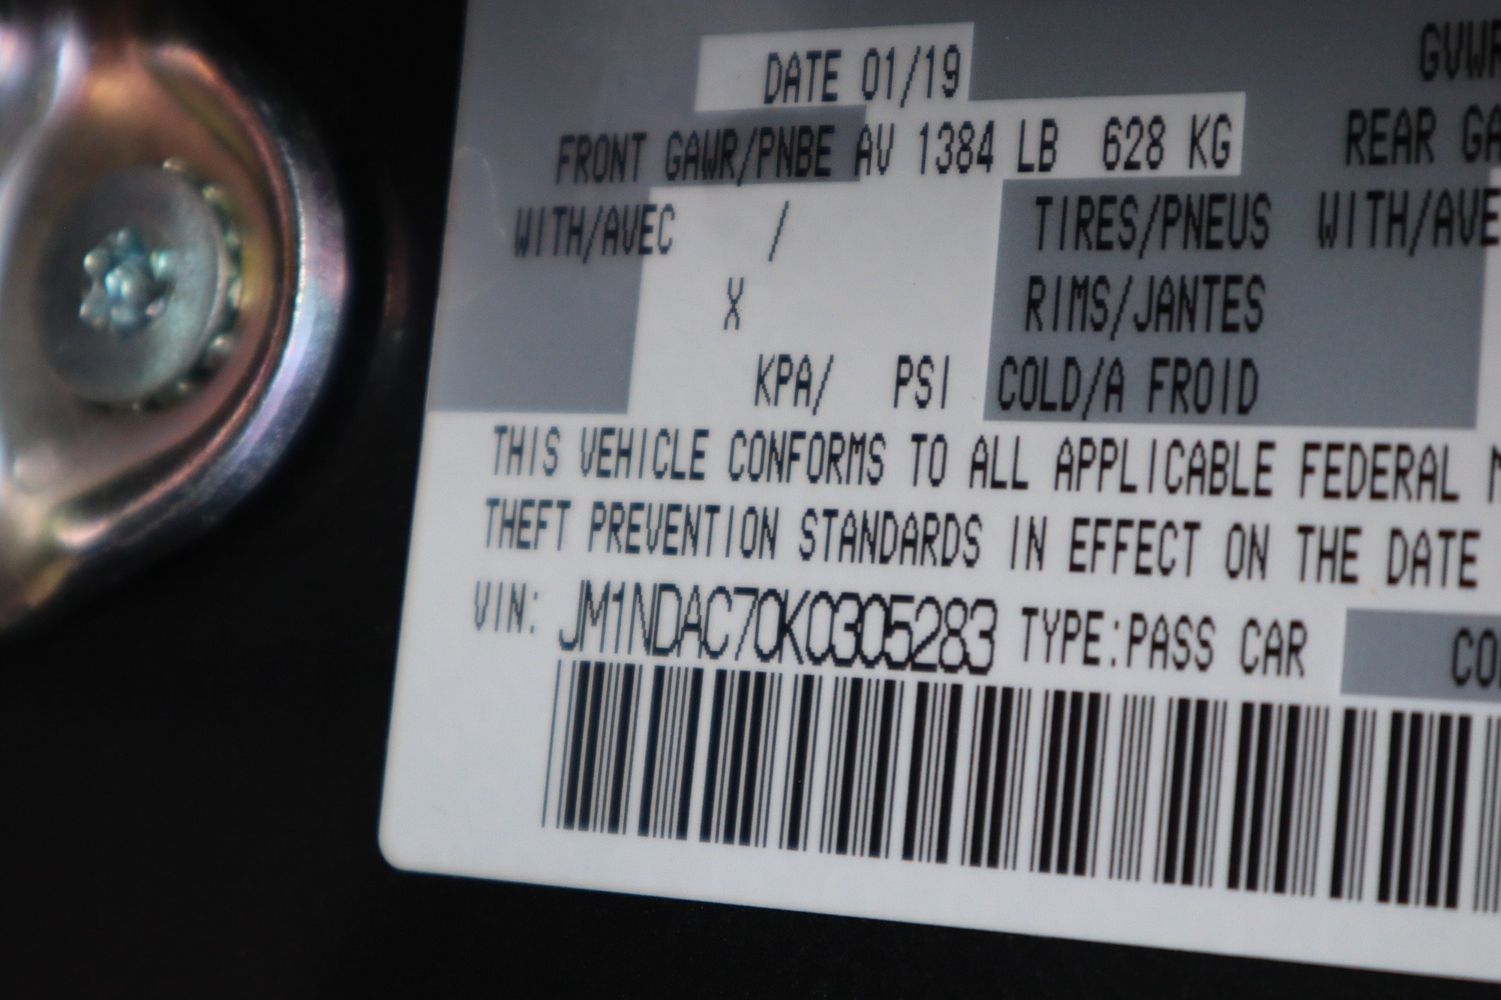 DATE 01/19
GVWR
FRONT GAWR/PNBE AV 1384 LB 628 KG REAR GA
WITH/AVEC / TIRES/PNEUS WITH/AVE
X RIMS/JANTES
KPA/ PSI COLD/A FROID
THIS VEHICLE CONFORMS TO ALL APPLICABLE FEDERAL M
THEFT PREVENTION STANDARDS IN EFFECT ON THE DATE
VIN: JM1NDAC70K0305283 TYPE:PASS CAR CO